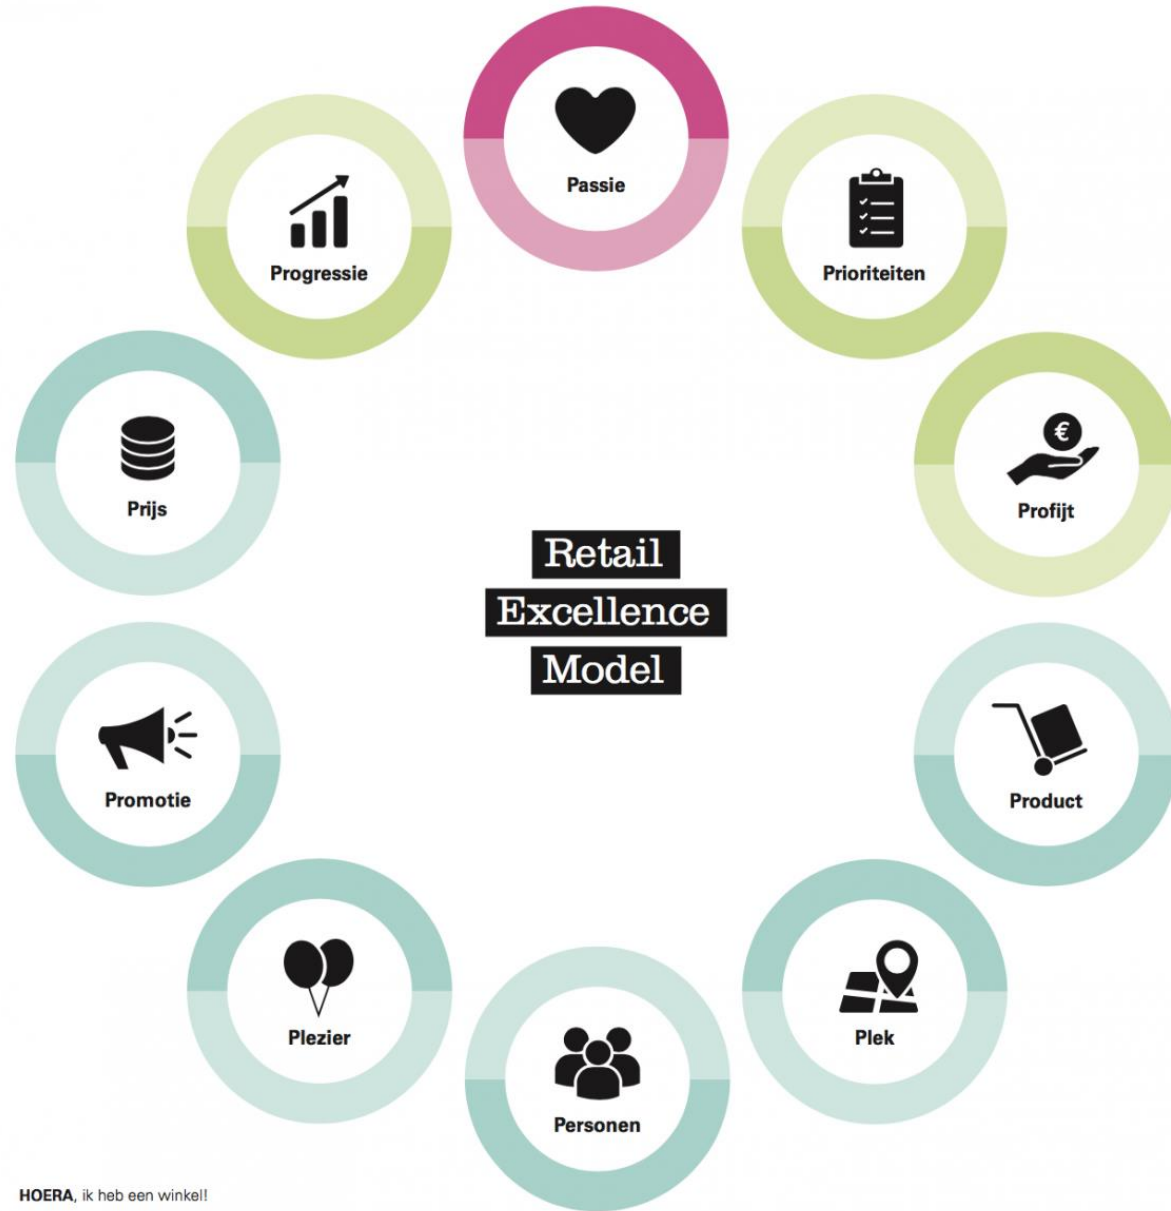 Passie
Prioriteiten
Profijt
Product
Plek
Personen
Plezier
Promotie
Prijs
Progressie
Retail
Excellence
Model
€
HOERA, ik heb een winkel!